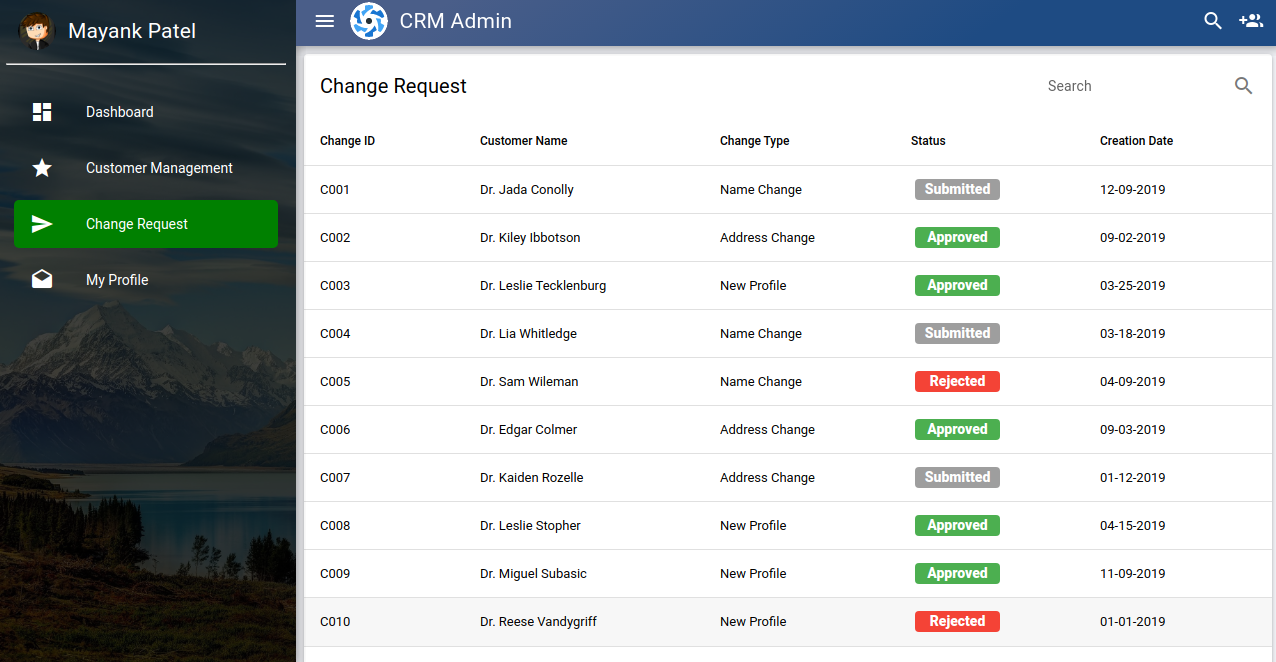 Mayank Patel
CRM Admin
Dashboard
Customer Management
Change Request
My Profile
Change Request
Search
Change ID Customer Name Change Type Status Creation Date
C001 Dr. Jada Conolly Name Change Submitted 12-09-2019
C002 Dr. Kiley Ibbotson Address Change Approved 09-02-2019
C003 Dr. Leslie Tecklenburg New Profile Approved 03-25-2019
C004 Dr. Lia Whitledge Name Change Submitted 03-18-2019
C005 Dr. Sam Wileman Name Change Rejected 04-09-2019
C006 Dr. Edgar Colmer Address Change Approved 09-03-2019
C007 Dr. Kaiden Rozelle Address Change Submitted 01-12-2019
C008 Dr. Leslie Stopher New Profile Approved 04-15-2019
C009 Dr. Miguel Subasic New Profile Approved 11-09-2019
C010 Dr. Reese Vandygriff New Profile Rejected 01-01-2019